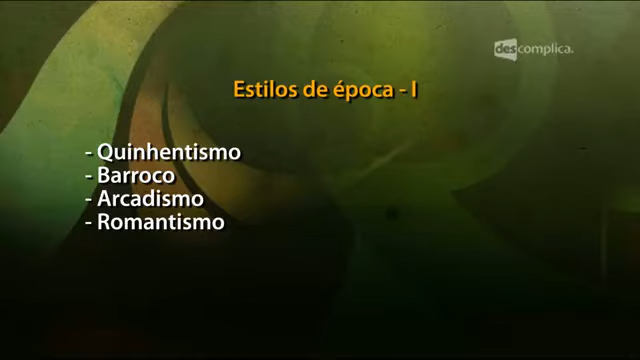 descomplica.
Estilos de época - I
- Quinhentismo
- Barroco
- Arcadismo
- Romantismo